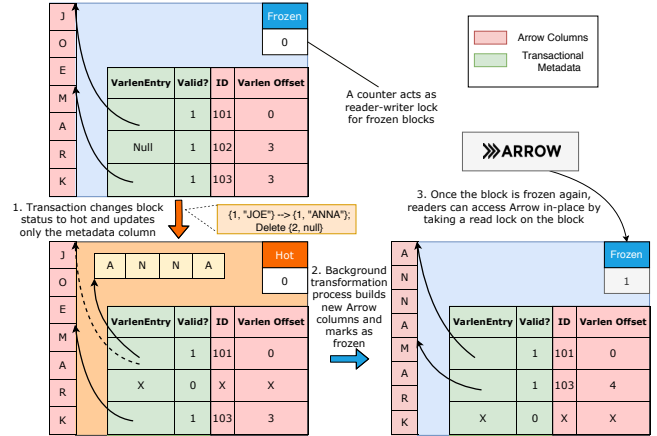 J
O
E
M
A
R
K
Frozen
0
VarlenEntry Valid? ID Varlen Offset
1 101 0
Null 1 102 3
1 103 3
Arrow Columns
Transactional
Metadata
A counter acts as
reader-writer lock
for frozen blocks
ARROW
1. Transaction changes block
status to hot and updates
only the metadata column
{1, "JOE"} --> {1, "ANNA"};
Delete {2, null}
3. Once the block is frozen again,
readers can access Arrow in-place by
taking a read lock on the block
J
O
E
M
A
R
K
A N N A
Hot
0
VarlenEntry Valid? ID Varlen Offset
1 101 0
X 0 X X
1 103 3
2. Background
transformation
process builds
new Arrow
columns and
marks as
frozen
A
N
N
A
M
A
R
K
Frozen
1
VarlenEntry Valid? ID Varlen Offset
1 101 0
1 103 4
X 0 X X